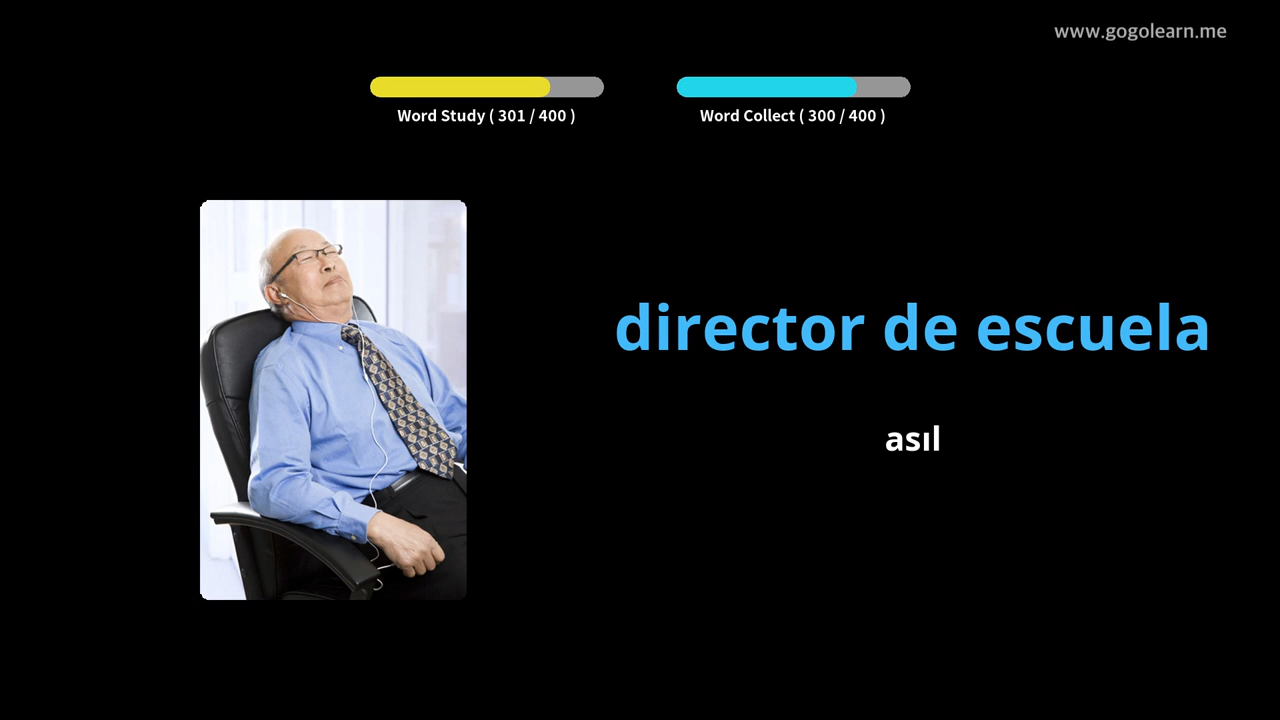 www.gogolearn.me
Word Study ( 301 / 400 )
Word Collect ( 300 / 400 )
director de escuela
asıl